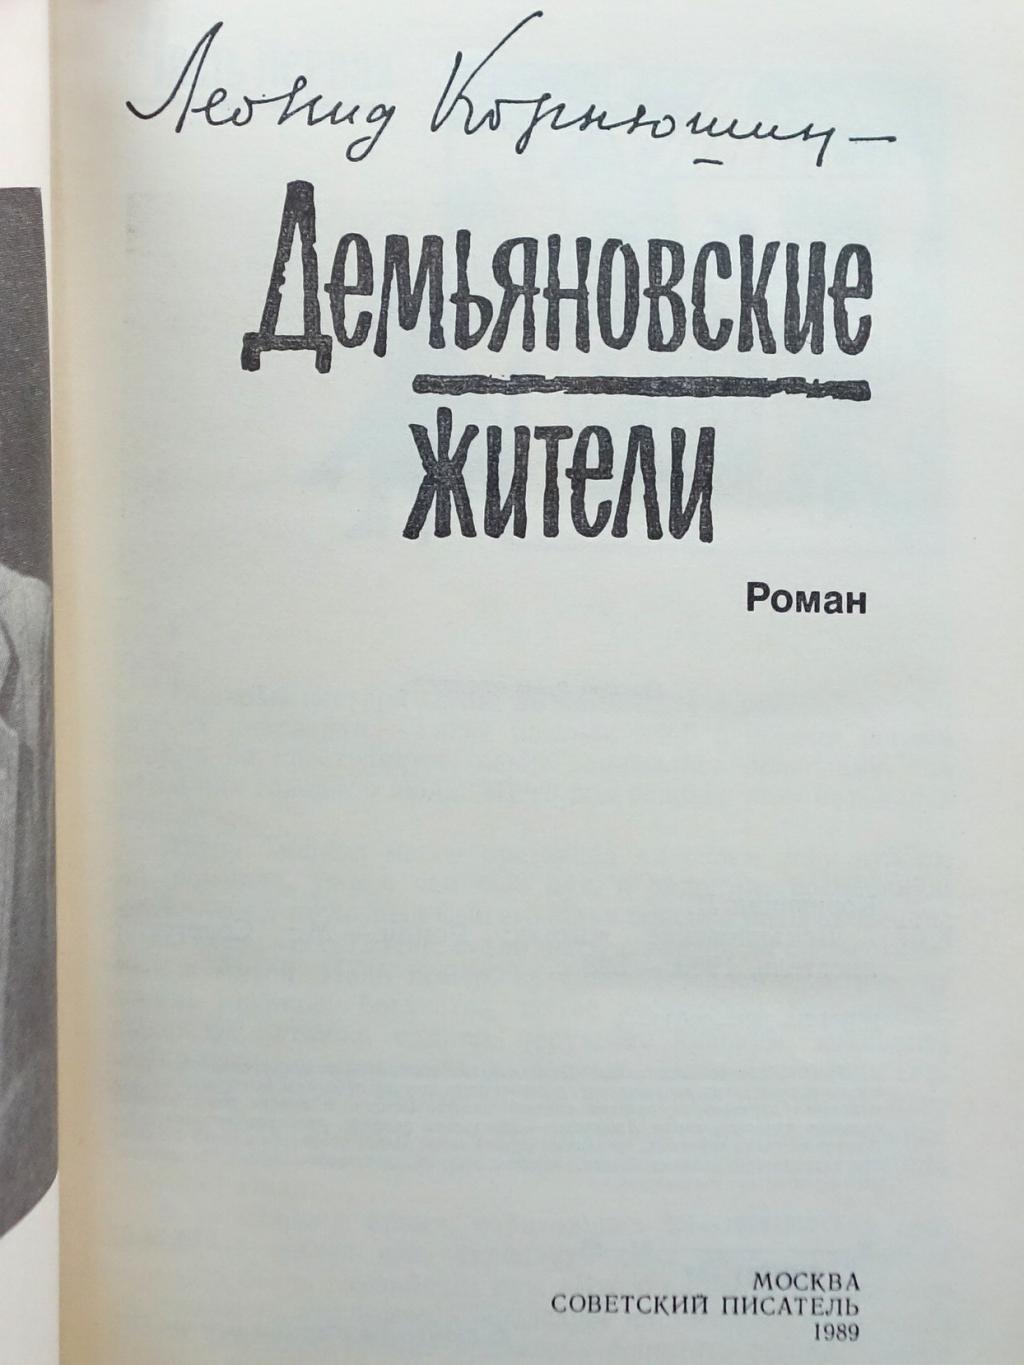 Леонид Корнюшин
Демьяновские
жители
Роман
МОСКВА
СОВЕТСКИЙ ПИСАТЕЛЬ
1989